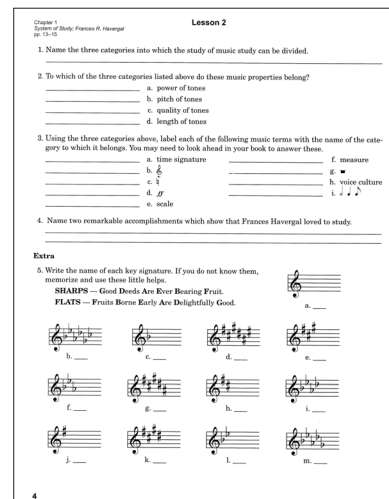 Chapter 1
System of Study; Frances R. Havergal
pp. 13–15
Lesson 2
1. Name the three categories into which the study of music study can be divided.
2. To which of the three categories listed above do these music properties belong?
a. power of tones
b. pitch of tones
c. quality of tones
d. length of tones
3. Using the three categories above, label each of the following music terms with the name of the cate-
gory to which it belongs. You may need to look ahead in your book to answer these.
a. time signature
f. measure
b.
g.
c.
h. voice culture
d. ff
i.
e. scale
4. Name two remarkable accomplishments which show that Frances Havergal loved to study.
Extra
5. Write the name of each key signature. If you do not know them,
memorize and use these little helps.
SHARPS — Good Deeds Are Ever Bearing Fruit.
FLATS — Fruits Borne Early Are Delightfully Good.
a.
b.
c.
d.
e.
f.
g.
h.
i.
j.
k.
l.
m.
4